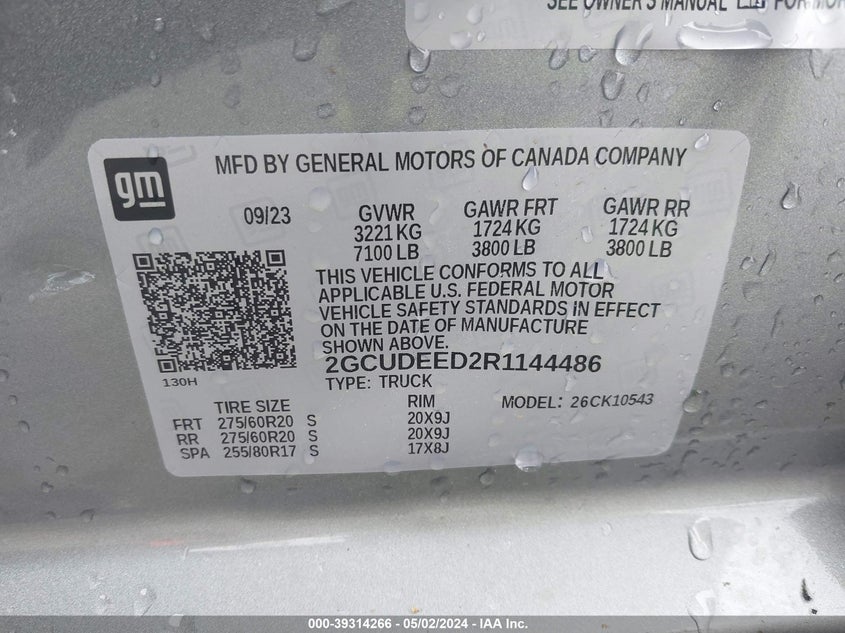 SEE OWNER'S MANUAL FOR MOR
gm
MFD BY GENERAL MOTORS OF CANADA COMPANY
09/23 GVWR GAWR FRT GAWR RR
3221 KG 1724 KG 1724 KG
7100 LB 3800 LB 3800 LB
THIS VEHICLE CONFORMS TO ALL
APPLICABLE U.S. FEDERAL MOTOR
VEHICLE SAFETY STANDARDS IN EFFECT
ON THE DATE OF MANUFACTURE
SHOWN ABOVE.
2GCUDEED2R1144486
130H
TYPE: TRUCK
TIRE SIZE RIM MODEL: 26CK10543
FRT 275/60R20 S 20X9J
RR 275/60R20 S 20X9J
SPA 255/80R17 S 17X8J
000-39314266 - 05/02/2024 - IAA Inc.